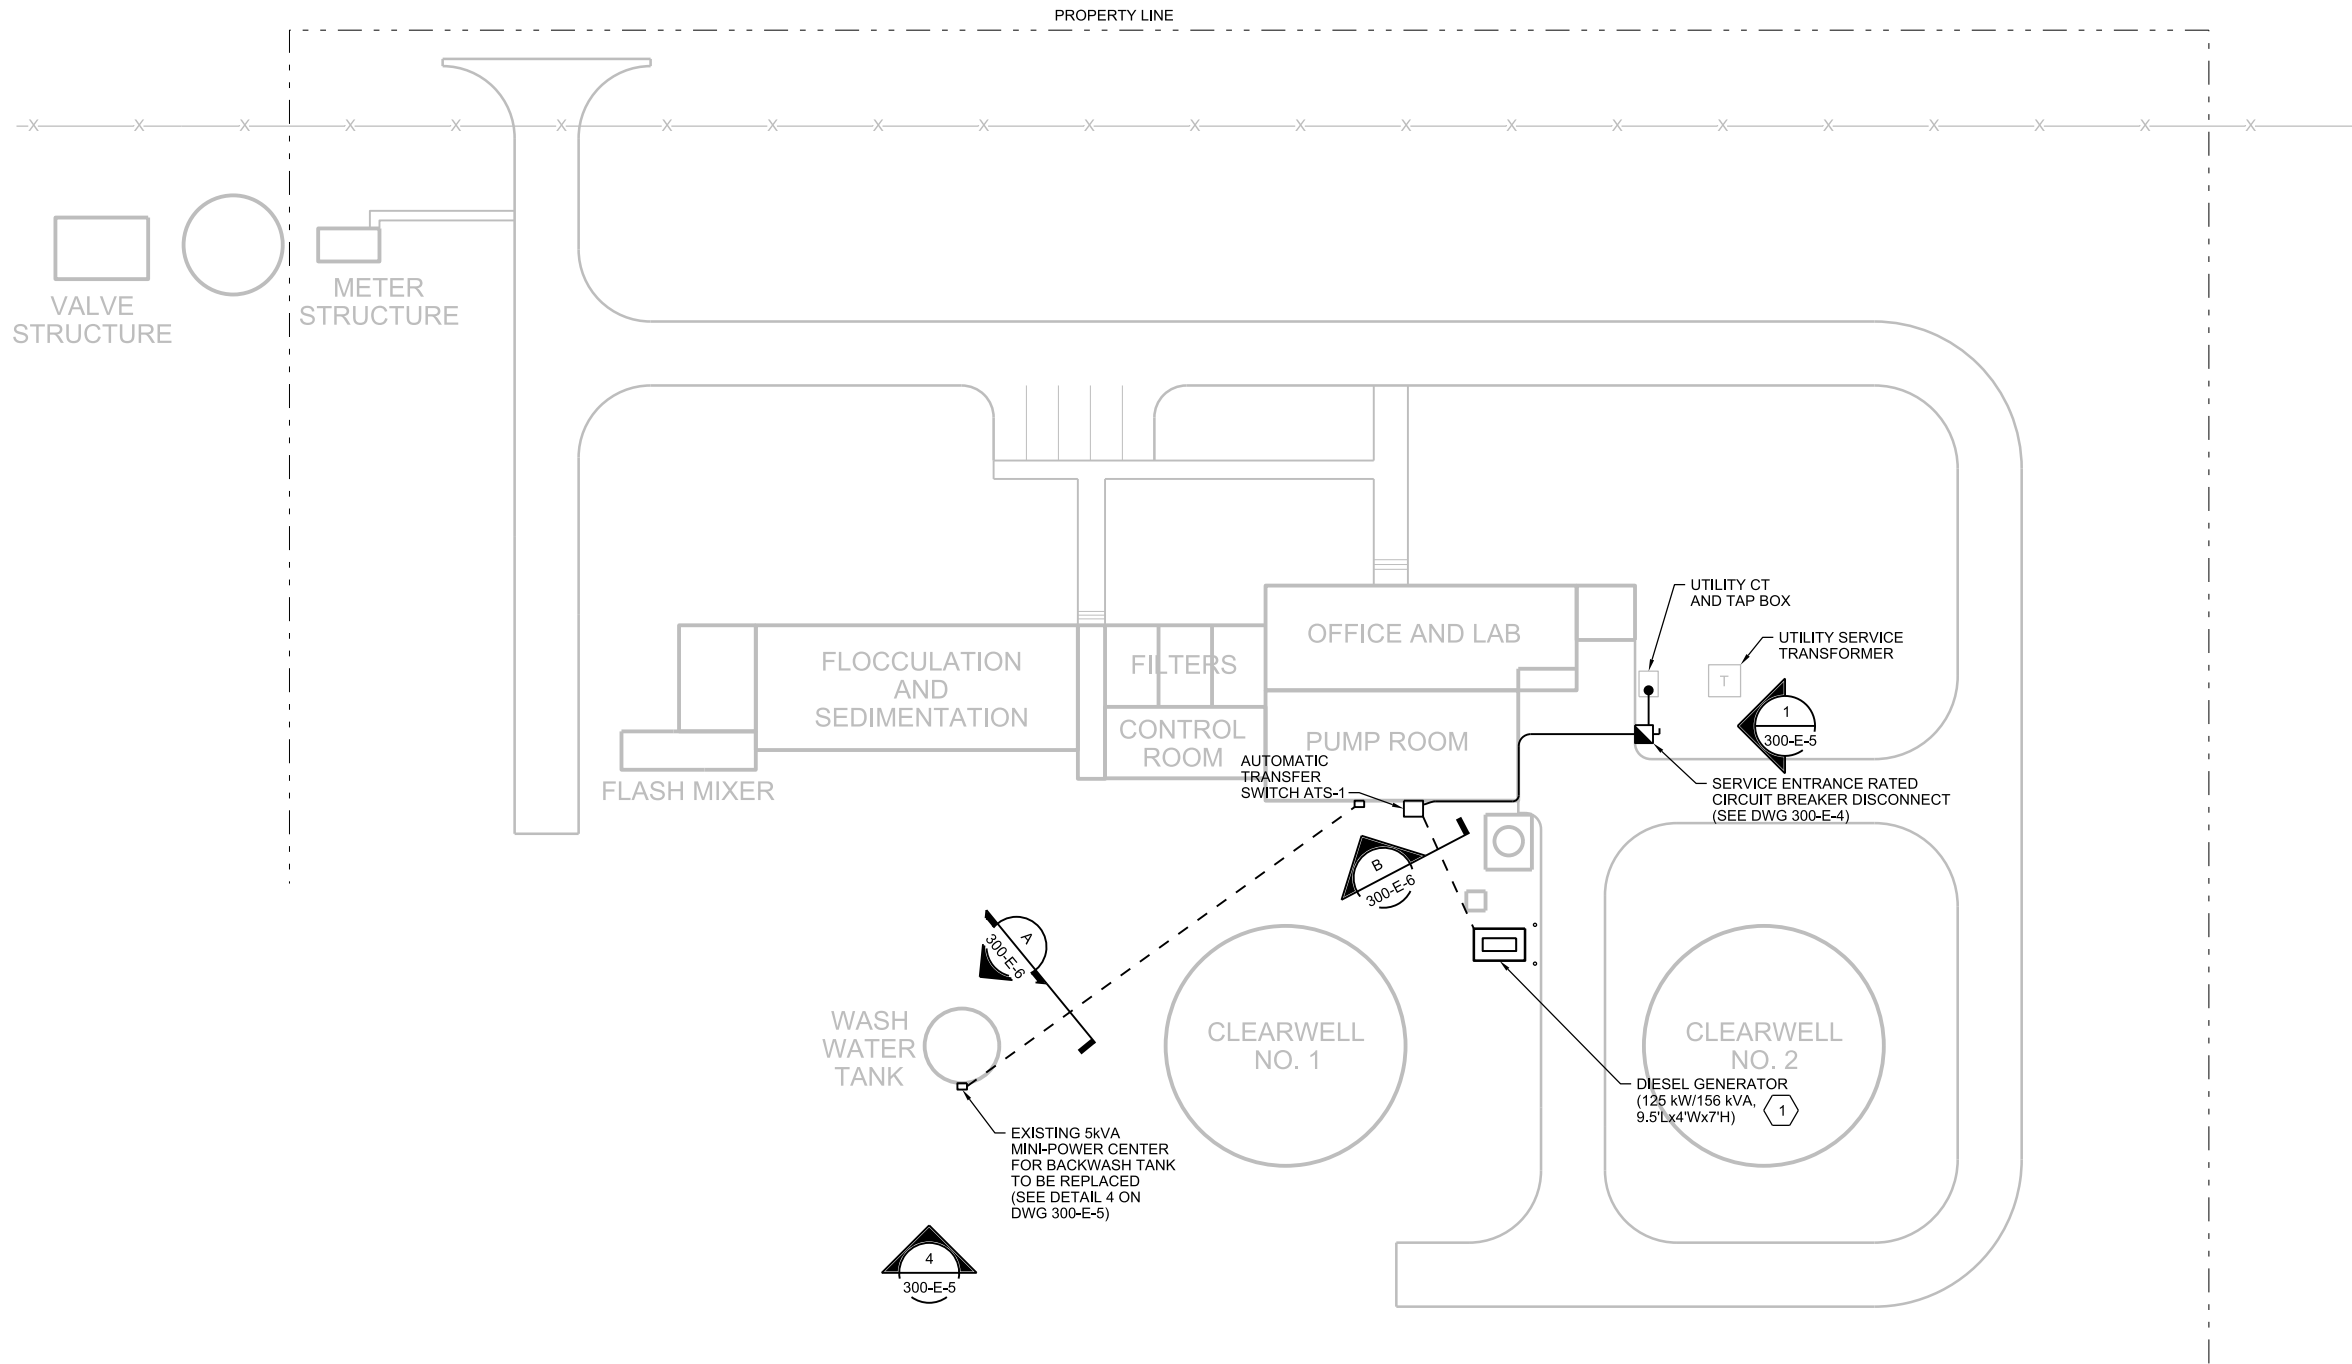 PROPERTY LINE
X X X X X X X X X X X X X X X X X X X X X X
VALVE
STRUCTURE
METER
STRUCTURE
UTILITY CT
AND TAP BOX
OFFICE AND LAB
UTILITY SERVICE
TRANSFORMER
T
FLOCCULATION
AND
SEDIMENTATION
FILTERS
CONTROL
ROOM
PUMP ROOM
1
300-E-5
FLASH MIXER
AUTOMATIC
TRANSFER
SWITCH ATS-1
SERVICE ENTRANCE RATED
CIRCUIT BREAKER DISCONNECT
(SEE DWG 300-E-4)
B
300-E-6
A
300-E-6
WASH
WATER
TANK
CLEARWELL
NO. 1
CLEARWELL
NO. 2
DIESEL GENERATOR
(125 kW/156 kVA,
9.5'Lx4'Wx7'H)
1
EXISTING 5kVA
MINI-POWER CENTER
FOR BACKWASH TANK
TO BE REPLACED
(SEE DETAIL 4 ON
DWG 300-E-5)
4
300-E-5